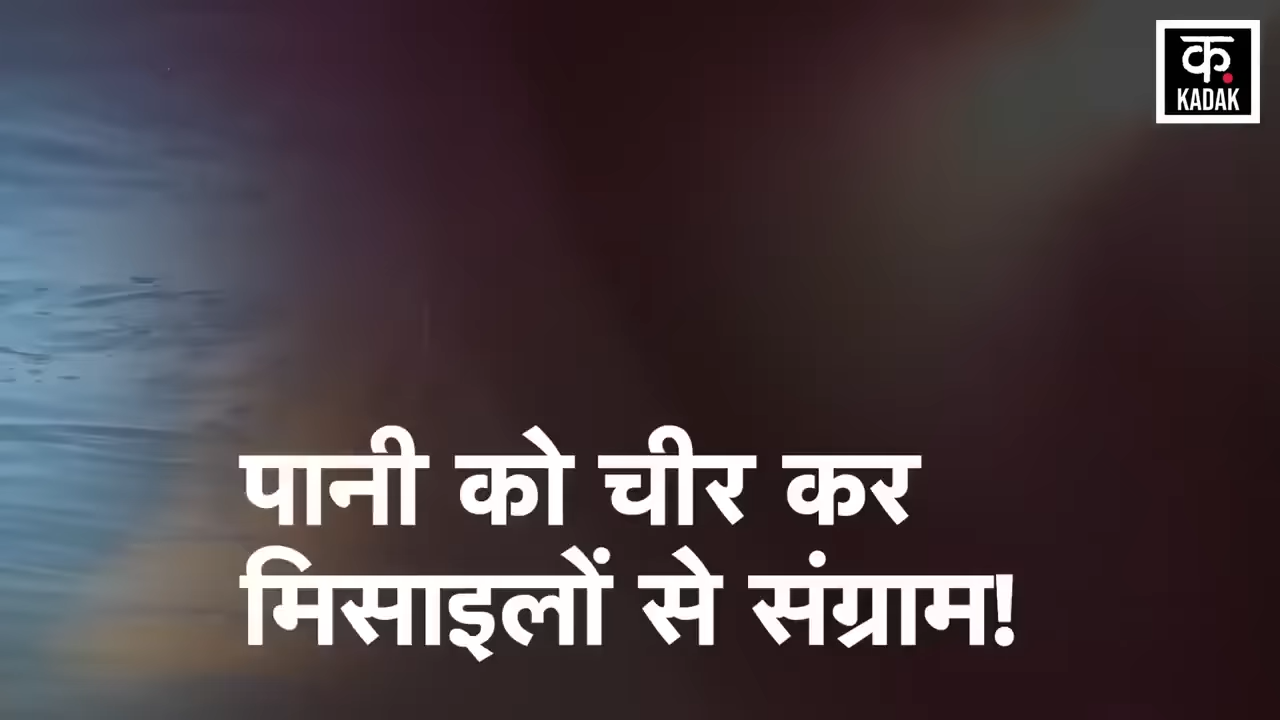 क.
KADAK
पानी को चीर कर
मिसाइलों से संग्राम!